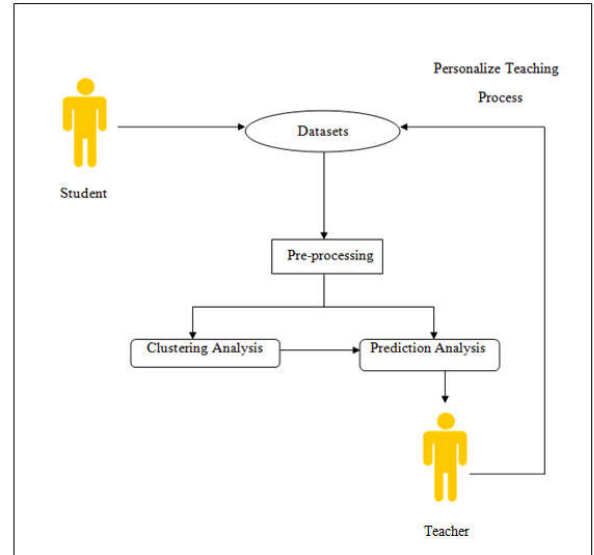 Personalize Teaching
Process
Datasets
Student
Pre-processing
Clustering Analysis
Prediction Analysis
Teacher